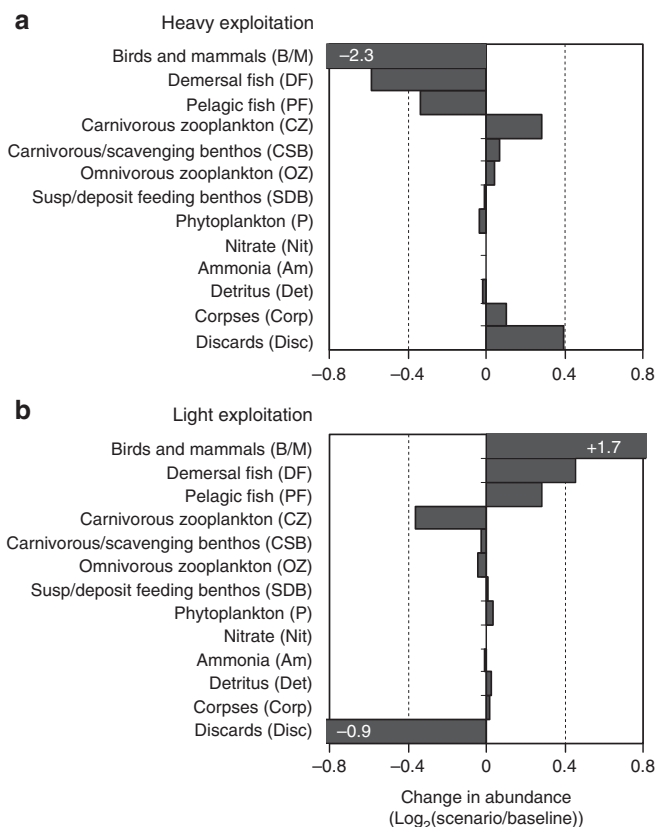 a
Heavy exploitation
Birds and mammals (B/M)
−2.3
Demersal fish (DF)
Pelagic fish (PF)
Carnivorous zooplankton (CZ)
Carnivorous/scavenging benthos (CSB)
Omnivorous zooplankton (OZ)
Susp/deposit feeding benthos (SDB)
Phytoplankton (P)
Nitrate (Nit)
Ammonia (Am)
Detritus (Det)
Corpses (Corp)
Discards (Disc)
−0.8 −0.4 0 0.4 0.8
b
Light exploitation
Birds and mammals (B/M)
+1.7
Demersal fish (DF)
Pelagic fish (PF)
Carnivorous zooplankton (CZ)
Carnivorous/scavenging benthos (CSB)
Omnivorous zooplankton (OZ)
Susp/deposit feeding benthos (SDB)
Phytoplankton (P)
Nitrate (Nit)
Ammonia (Am)
Detritus (Det)
Corpses (Corp)
Discards (Disc)
−0.9
−0.8 −0.4 0 0.4 0.8
Change in abundance
(Log₂(scenario/baseline))